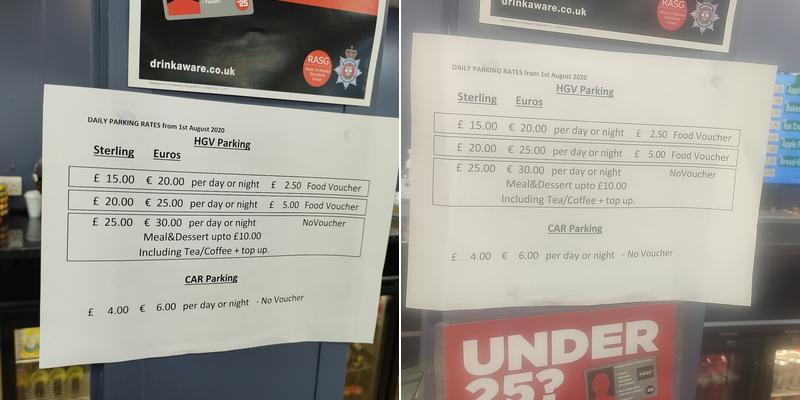 25
drinkaware.co.uk
RASG
DAILY PARKING RATES from 1st August 2020
HGV Parking
Sterling Euros
£ 15.00 € 20.00 per day or night £ 2.50 Food Voucher
£ 20.00 € 25.00 per day or night £ 5.00 Food Voucher
£ 25.00 € 30.00 per day or night NoVoucher
Meal&Dessert upto £10.00
Including Tea/Coffee + top up.
CAR Parking
£ 4.00 € 6.00 per day or night - No Voucher
drinkaware.co.uk
RASG
DAILY PARKING RATES from 1st August 2020
HGV Parking
Sterling Euros
£ 15.00 € 20.00 per day or night £ 2.50 Food Voucher
£ 20.00 € 25.00 per day or night £ 5.00 Food Voucher
£ 25.00 € 30.00 per day or night NoVoucher
Meal&Dessert upto £10.00
Including Tea/Coffee + top up.
CAR Parking
£ 4.00 € 6.00 per day or night - No Voucher
UNDER
25?